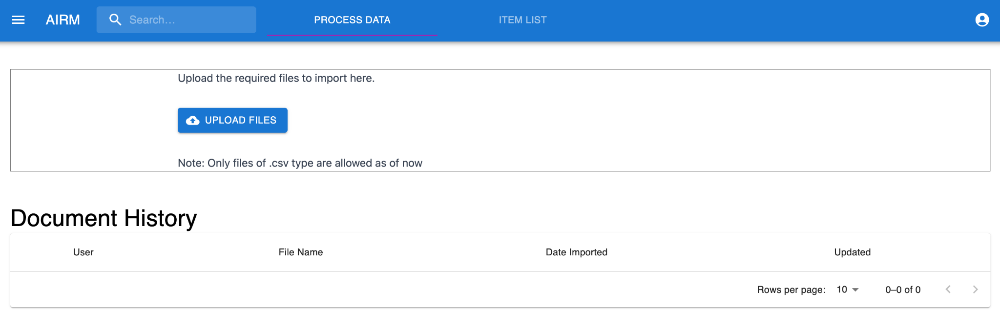 AIRM Search... PROCESS DATA ITEM LIST
Upload the required files to import here.
UPLOAD FILES
Note: Only files of .csv type are allowed as of now
Document History
User File Name Date Imported Updated
Rows per page: 10 0–0 of 0